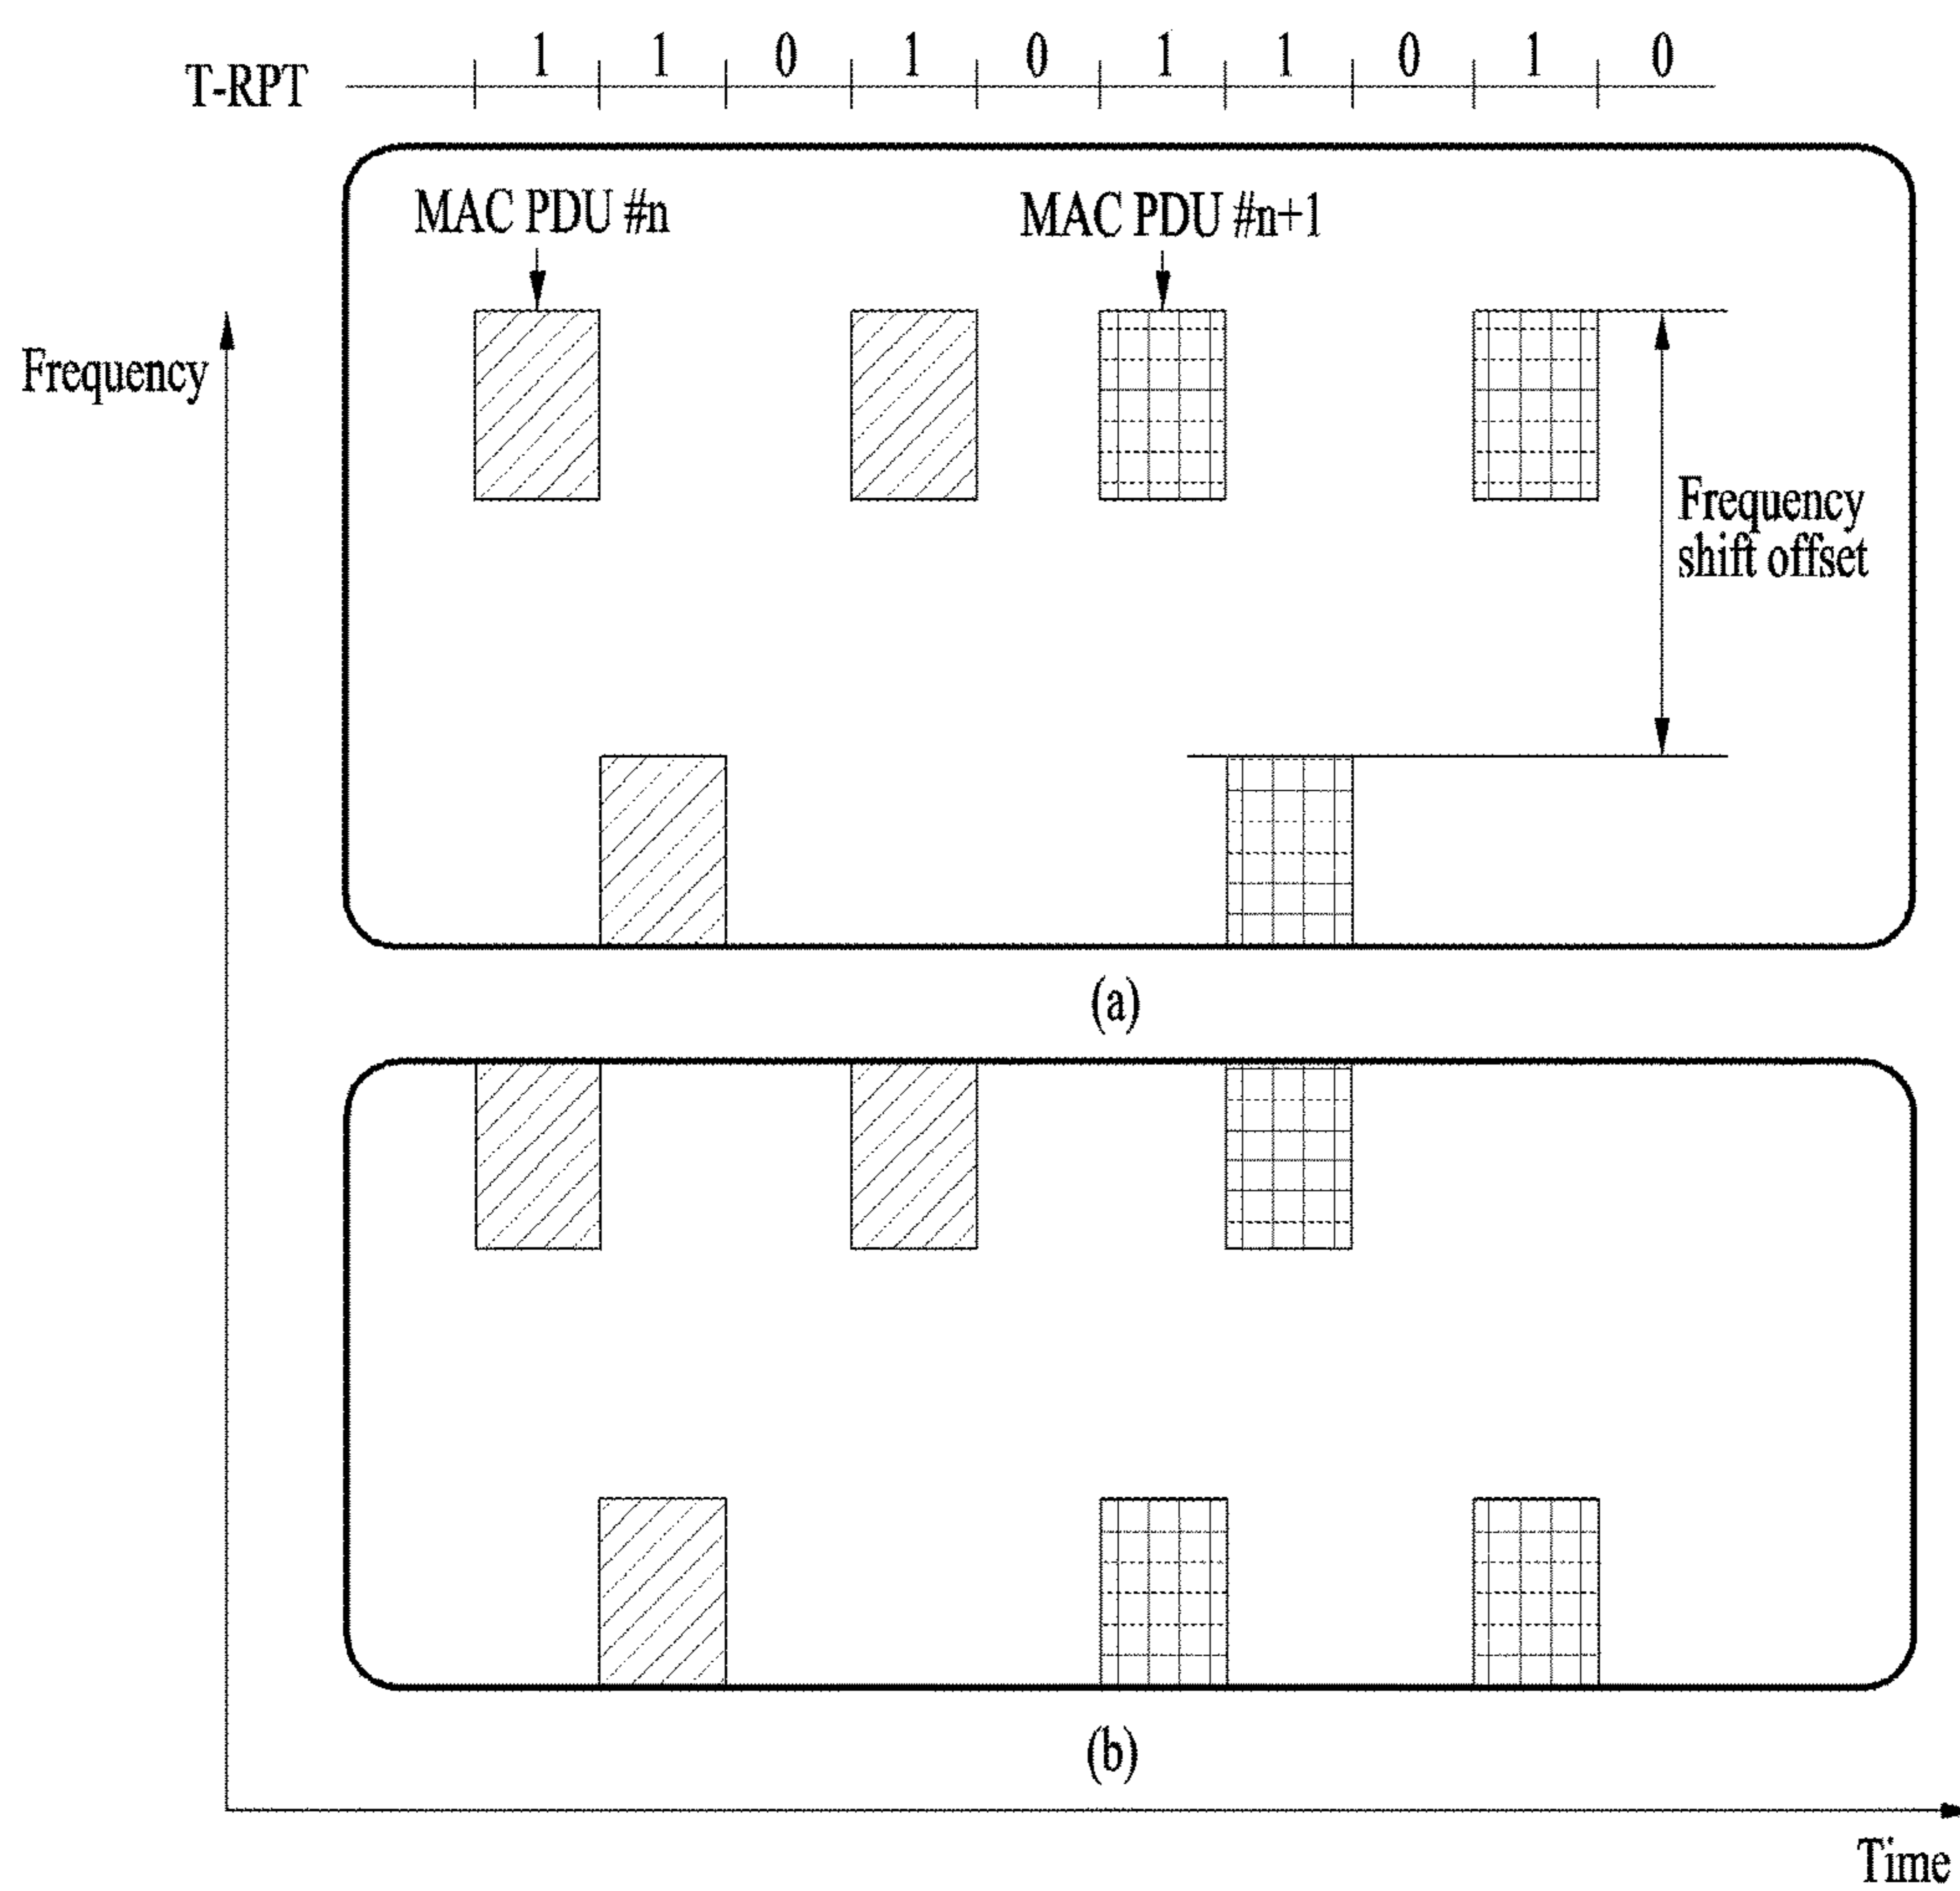 1 1 0 1 0 1 1 0 1 0
T-RPT
MAC PDU #n
MAC PDU #n+1
Frequency
Frequency
shift offset
(a)
(b)
Time